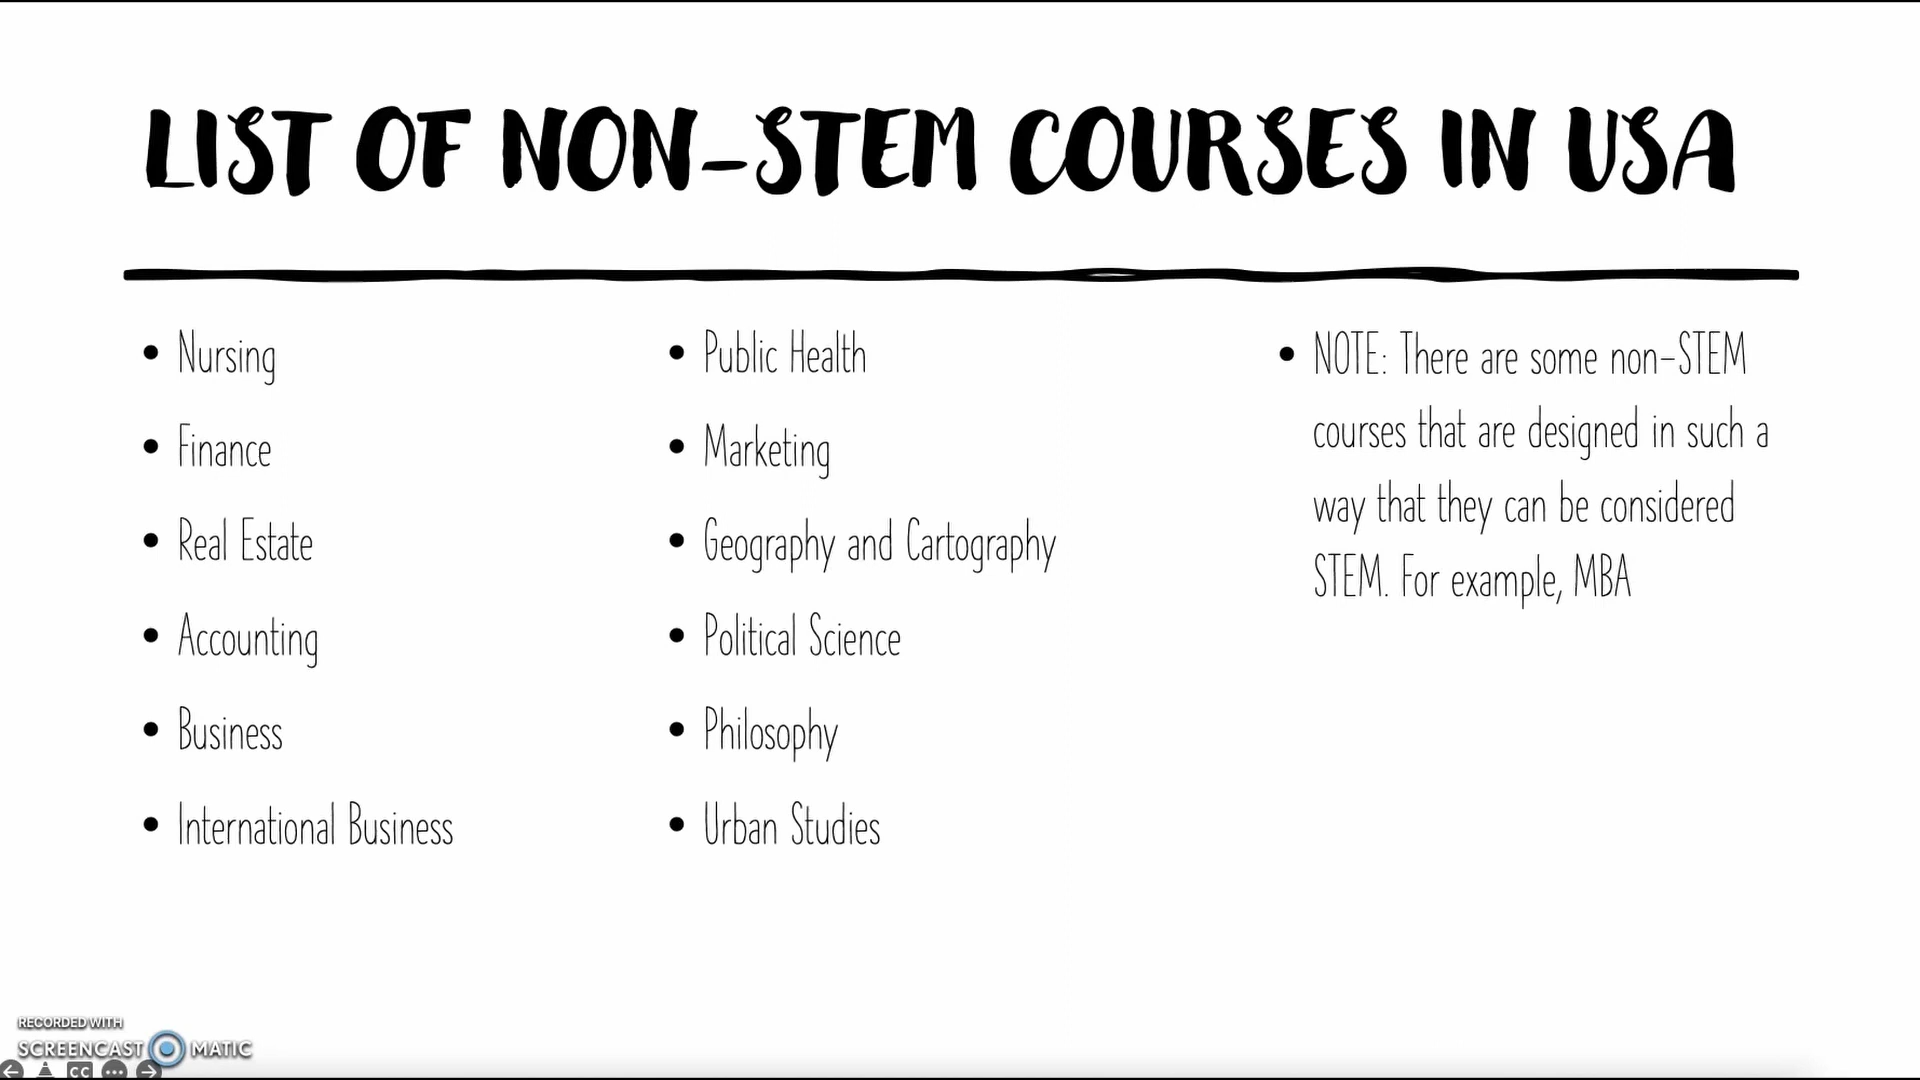 LIST OF NON-STEM COURSES IN USA
• Nursing
• Finance
• Real Estate
• Accounting
• Business
• International Business
• Public Health
• Marketing
• Geography and Cartography
• Political Science
• Philosophy
• Urban Studies
• NOTE: There are some non-STEM
courses that are designed in such a
way that they can be considered
STEM. For example, MBA
RECORDED WITH
SCREENCAST MATIC
CC